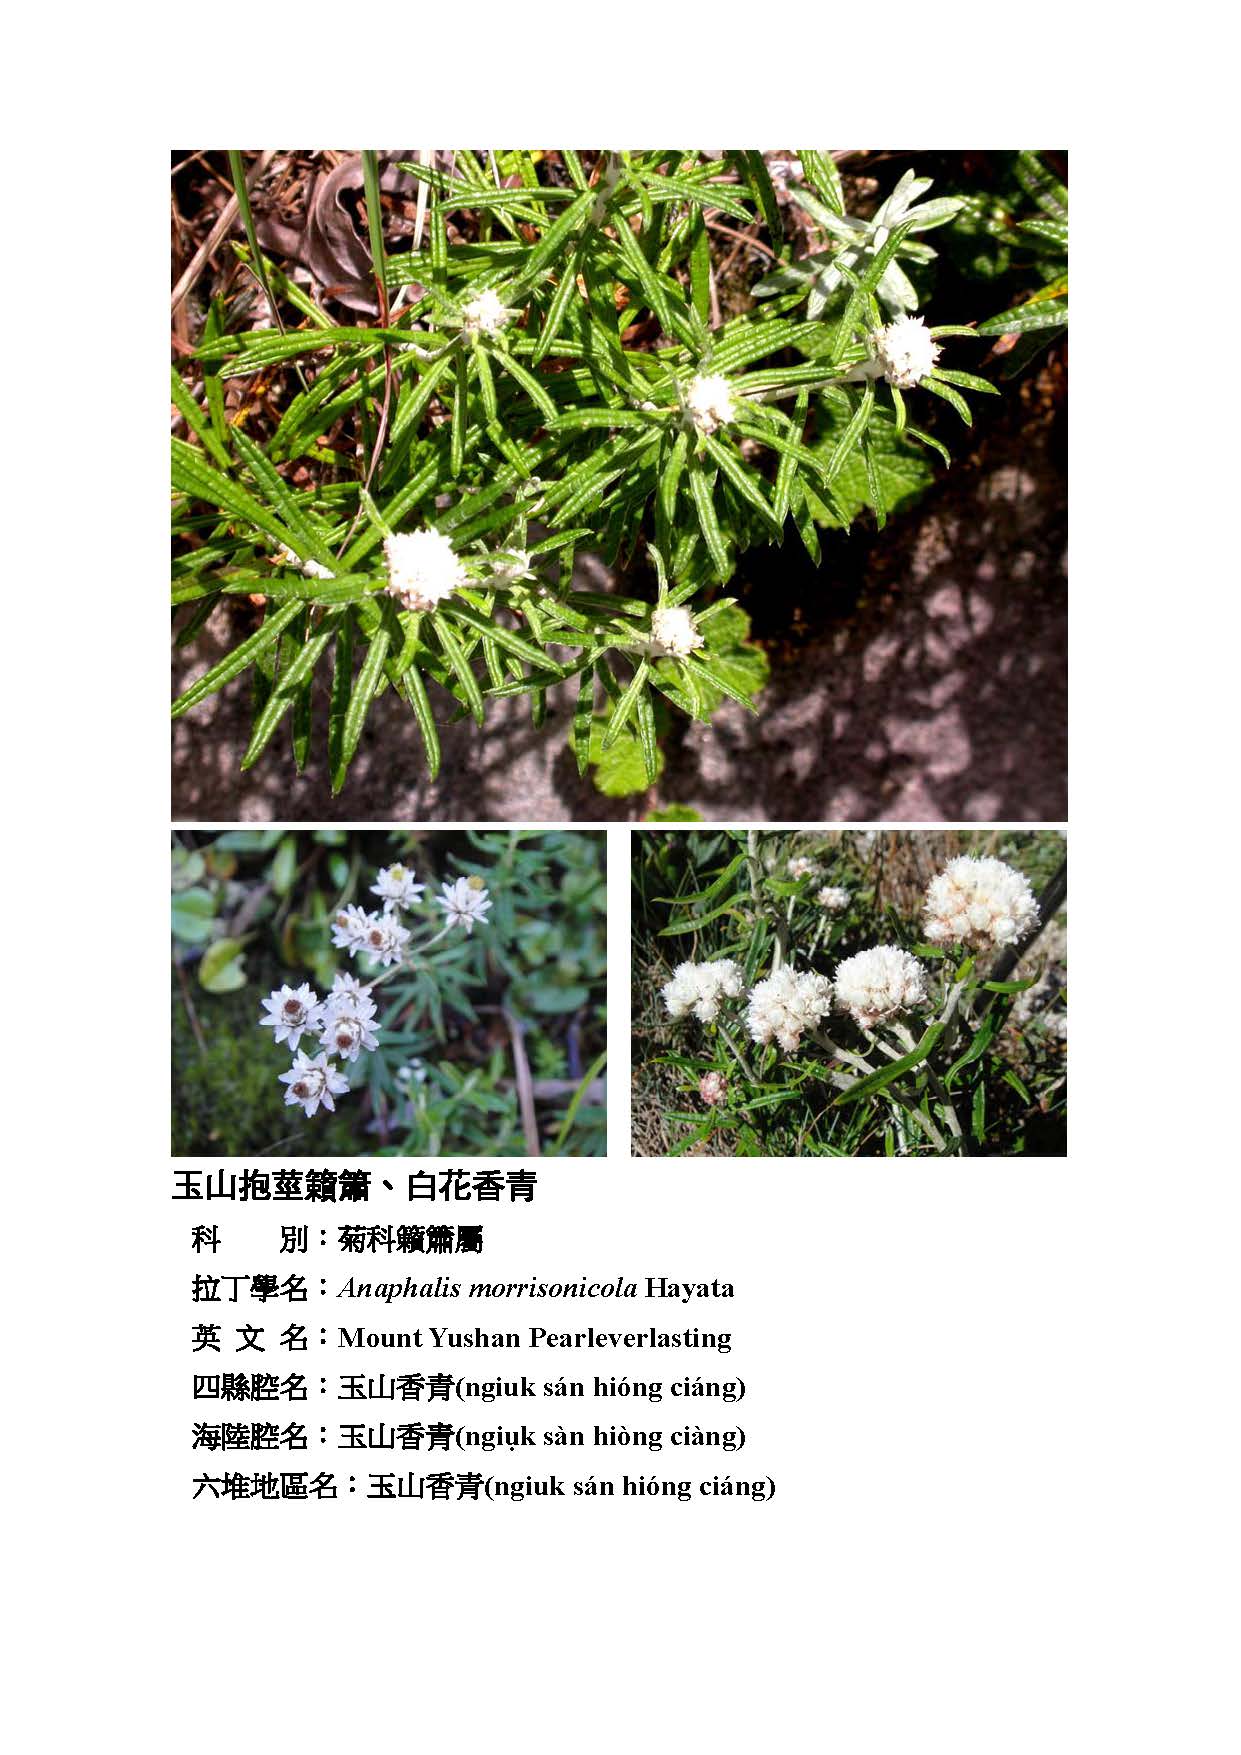 玉山抱莖籟簫、白花香青
科　　別：菊科籟簫屬
拉丁學名：Anaphalis morrisonicola Hayata
英 文 名：Mount Yushan Pearleverlasting
四縣腔名：玉山香青(ngiuk sán hióng ciáng)
海陸腔名：玉山香青(ngiụk sàn hiòng ciàng)
六堆地區名：玉山香青(ngiuk sán hióng ciáng)